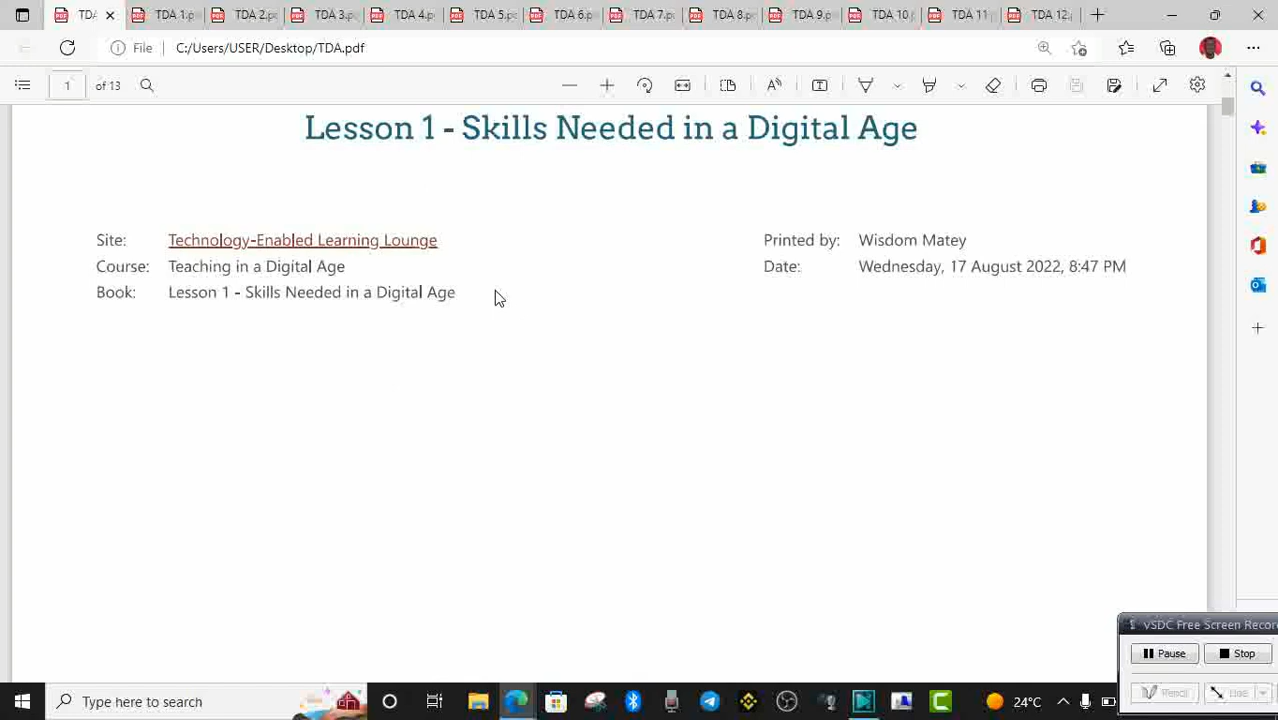 TDA
TDA 1.p
TDA 2.p
TDA 3.p
TDA 4.p
TDA 5.p
TDA 6.p
TDA 7.p
TDA 8.p
TDA 9.p
TDA 10
TDA 11
TDA 12.
File
C:/Users/USER/Desktop/TDA.pdf
1
of 13
Lesson 1 - Skills Needed in a Digital Age
Site: Technology-Enabled Learning Lounge
Printed by: Wisdom Matey
Course: Teaching in a Digital Age
Date: Wednesday, 17 August 2022, 8:47 PM
Book: Lesson 1 - Skills Needed in a Digital Age
VSDC Free Screen Recor
Pause
Stop
Pencil
Type here to search
24°C